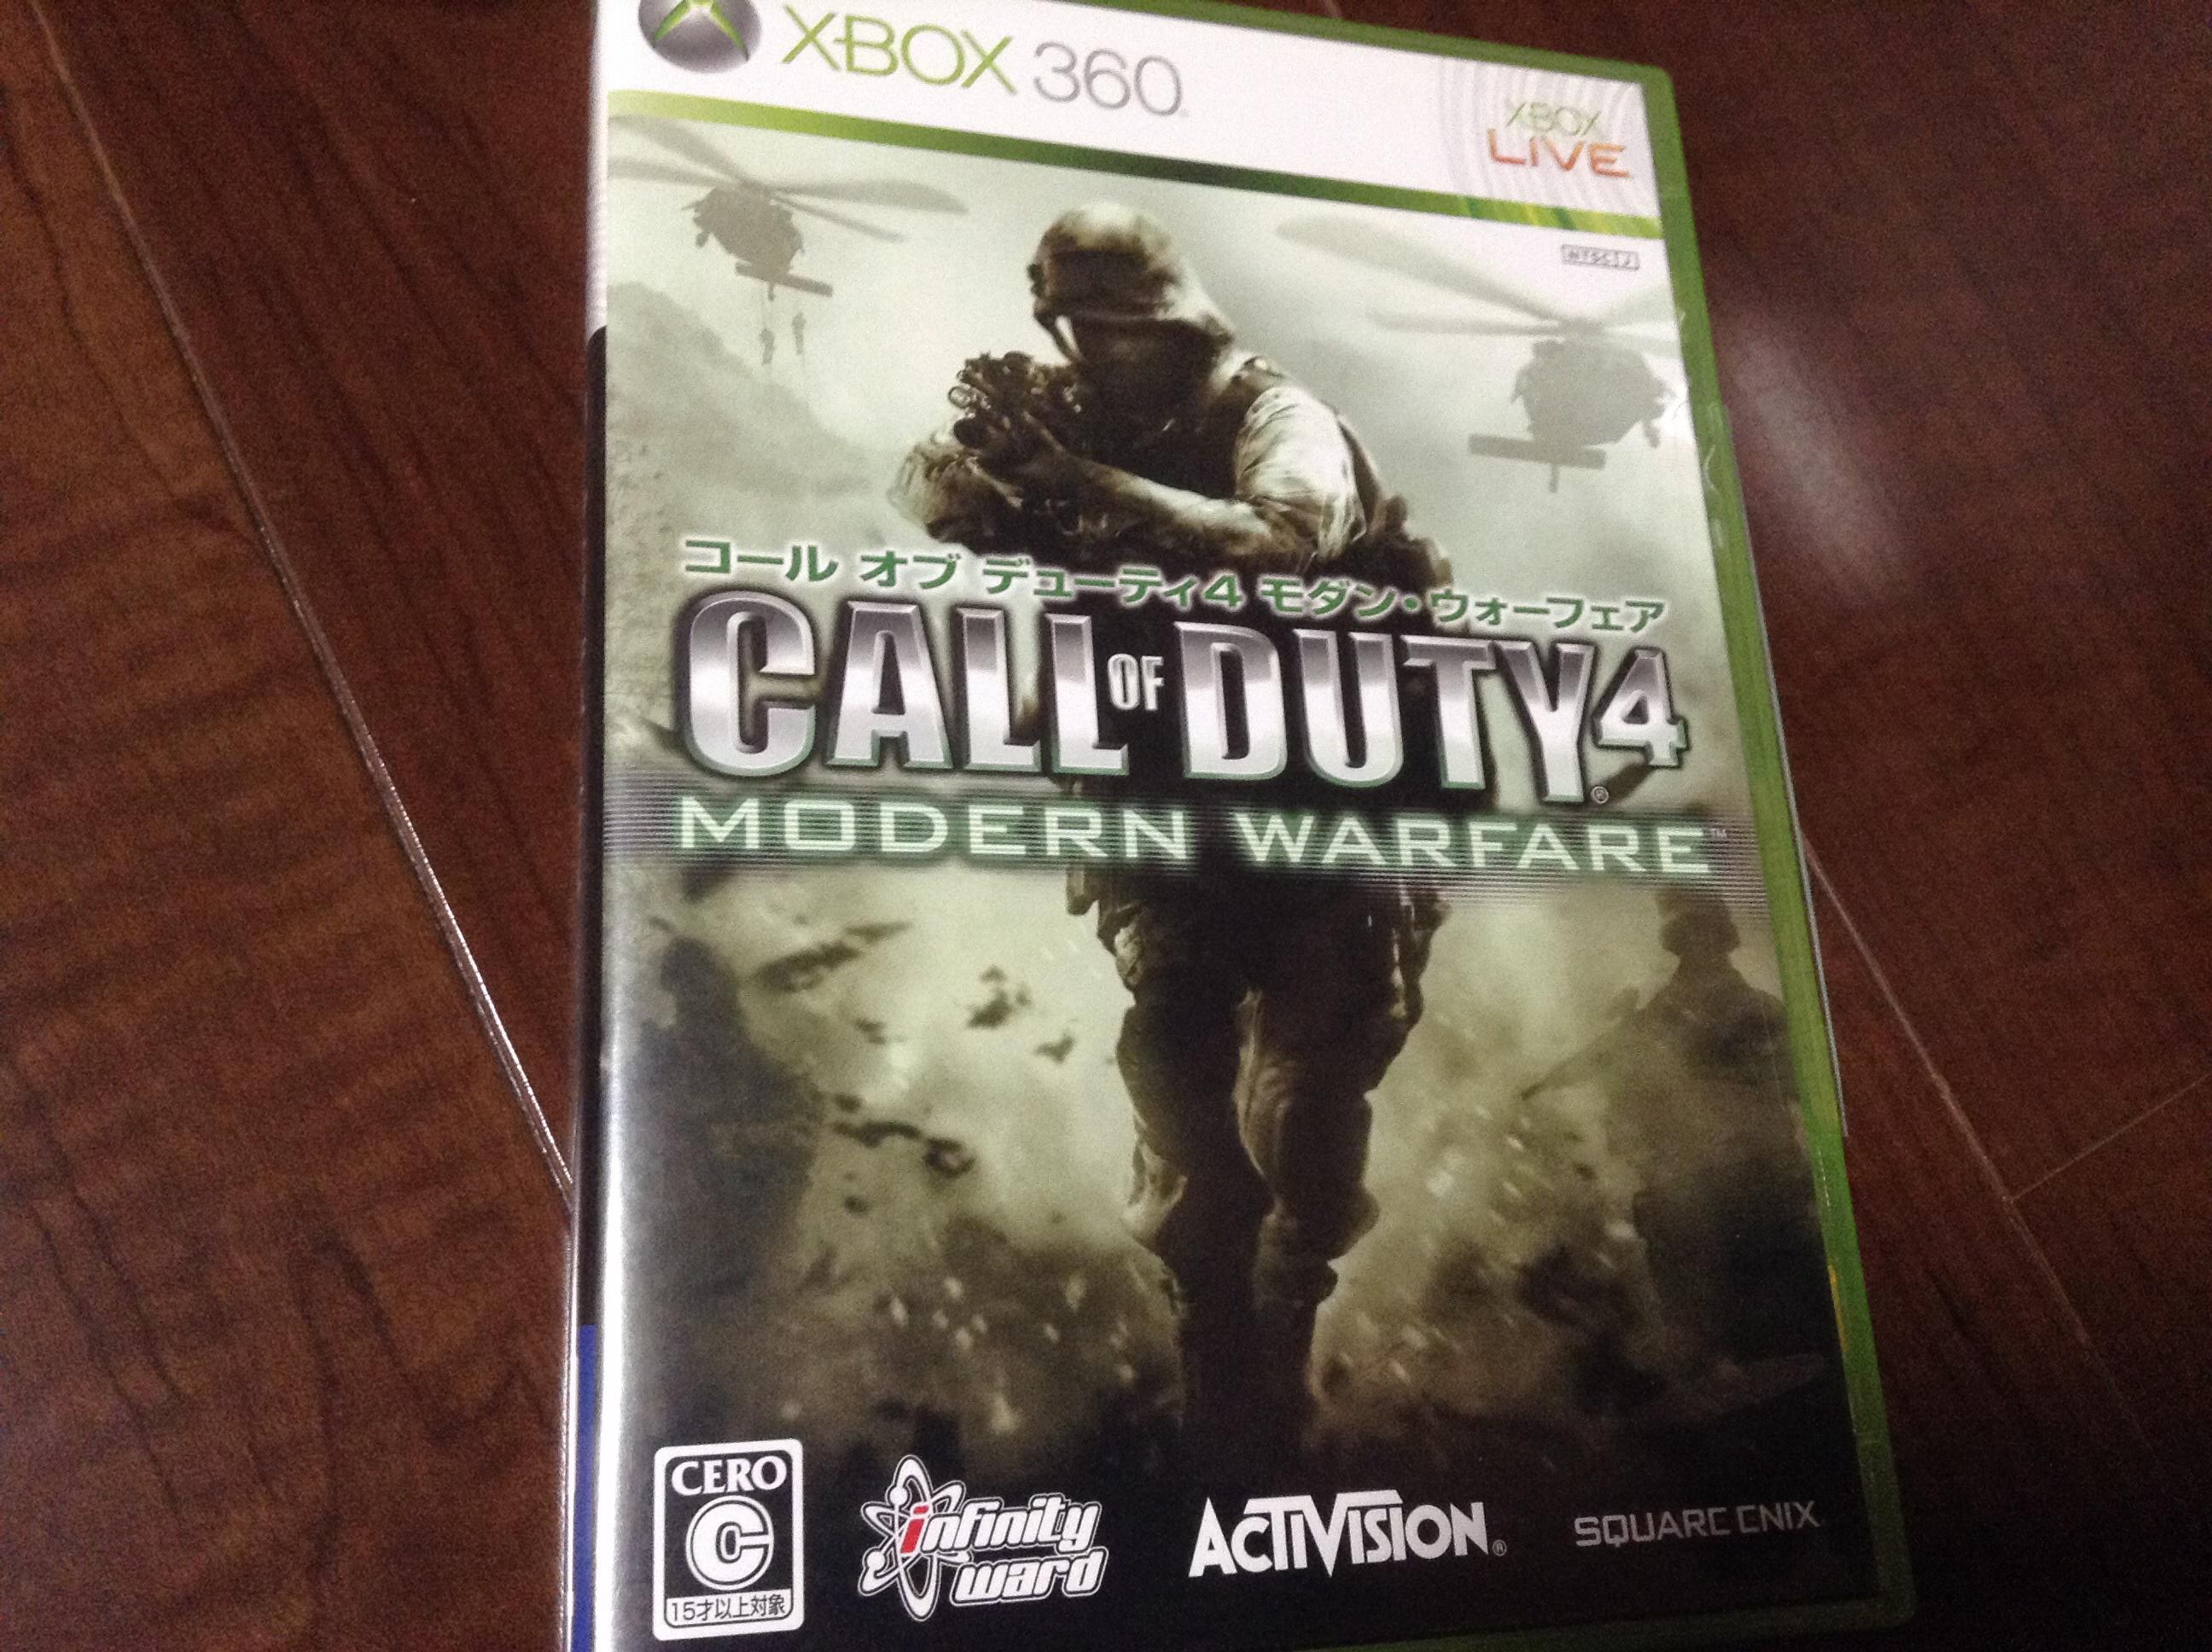 XBOX 360
XBOX
LIVE
NTSC J
コール オブ デューティ4 モダン・ウォーフェア
CALL OF DUTY 4®
MODERN WARFARE™
CERO
C
15才以上対象
infinity
ward
ACTIVISION®
SQUARE ENIX